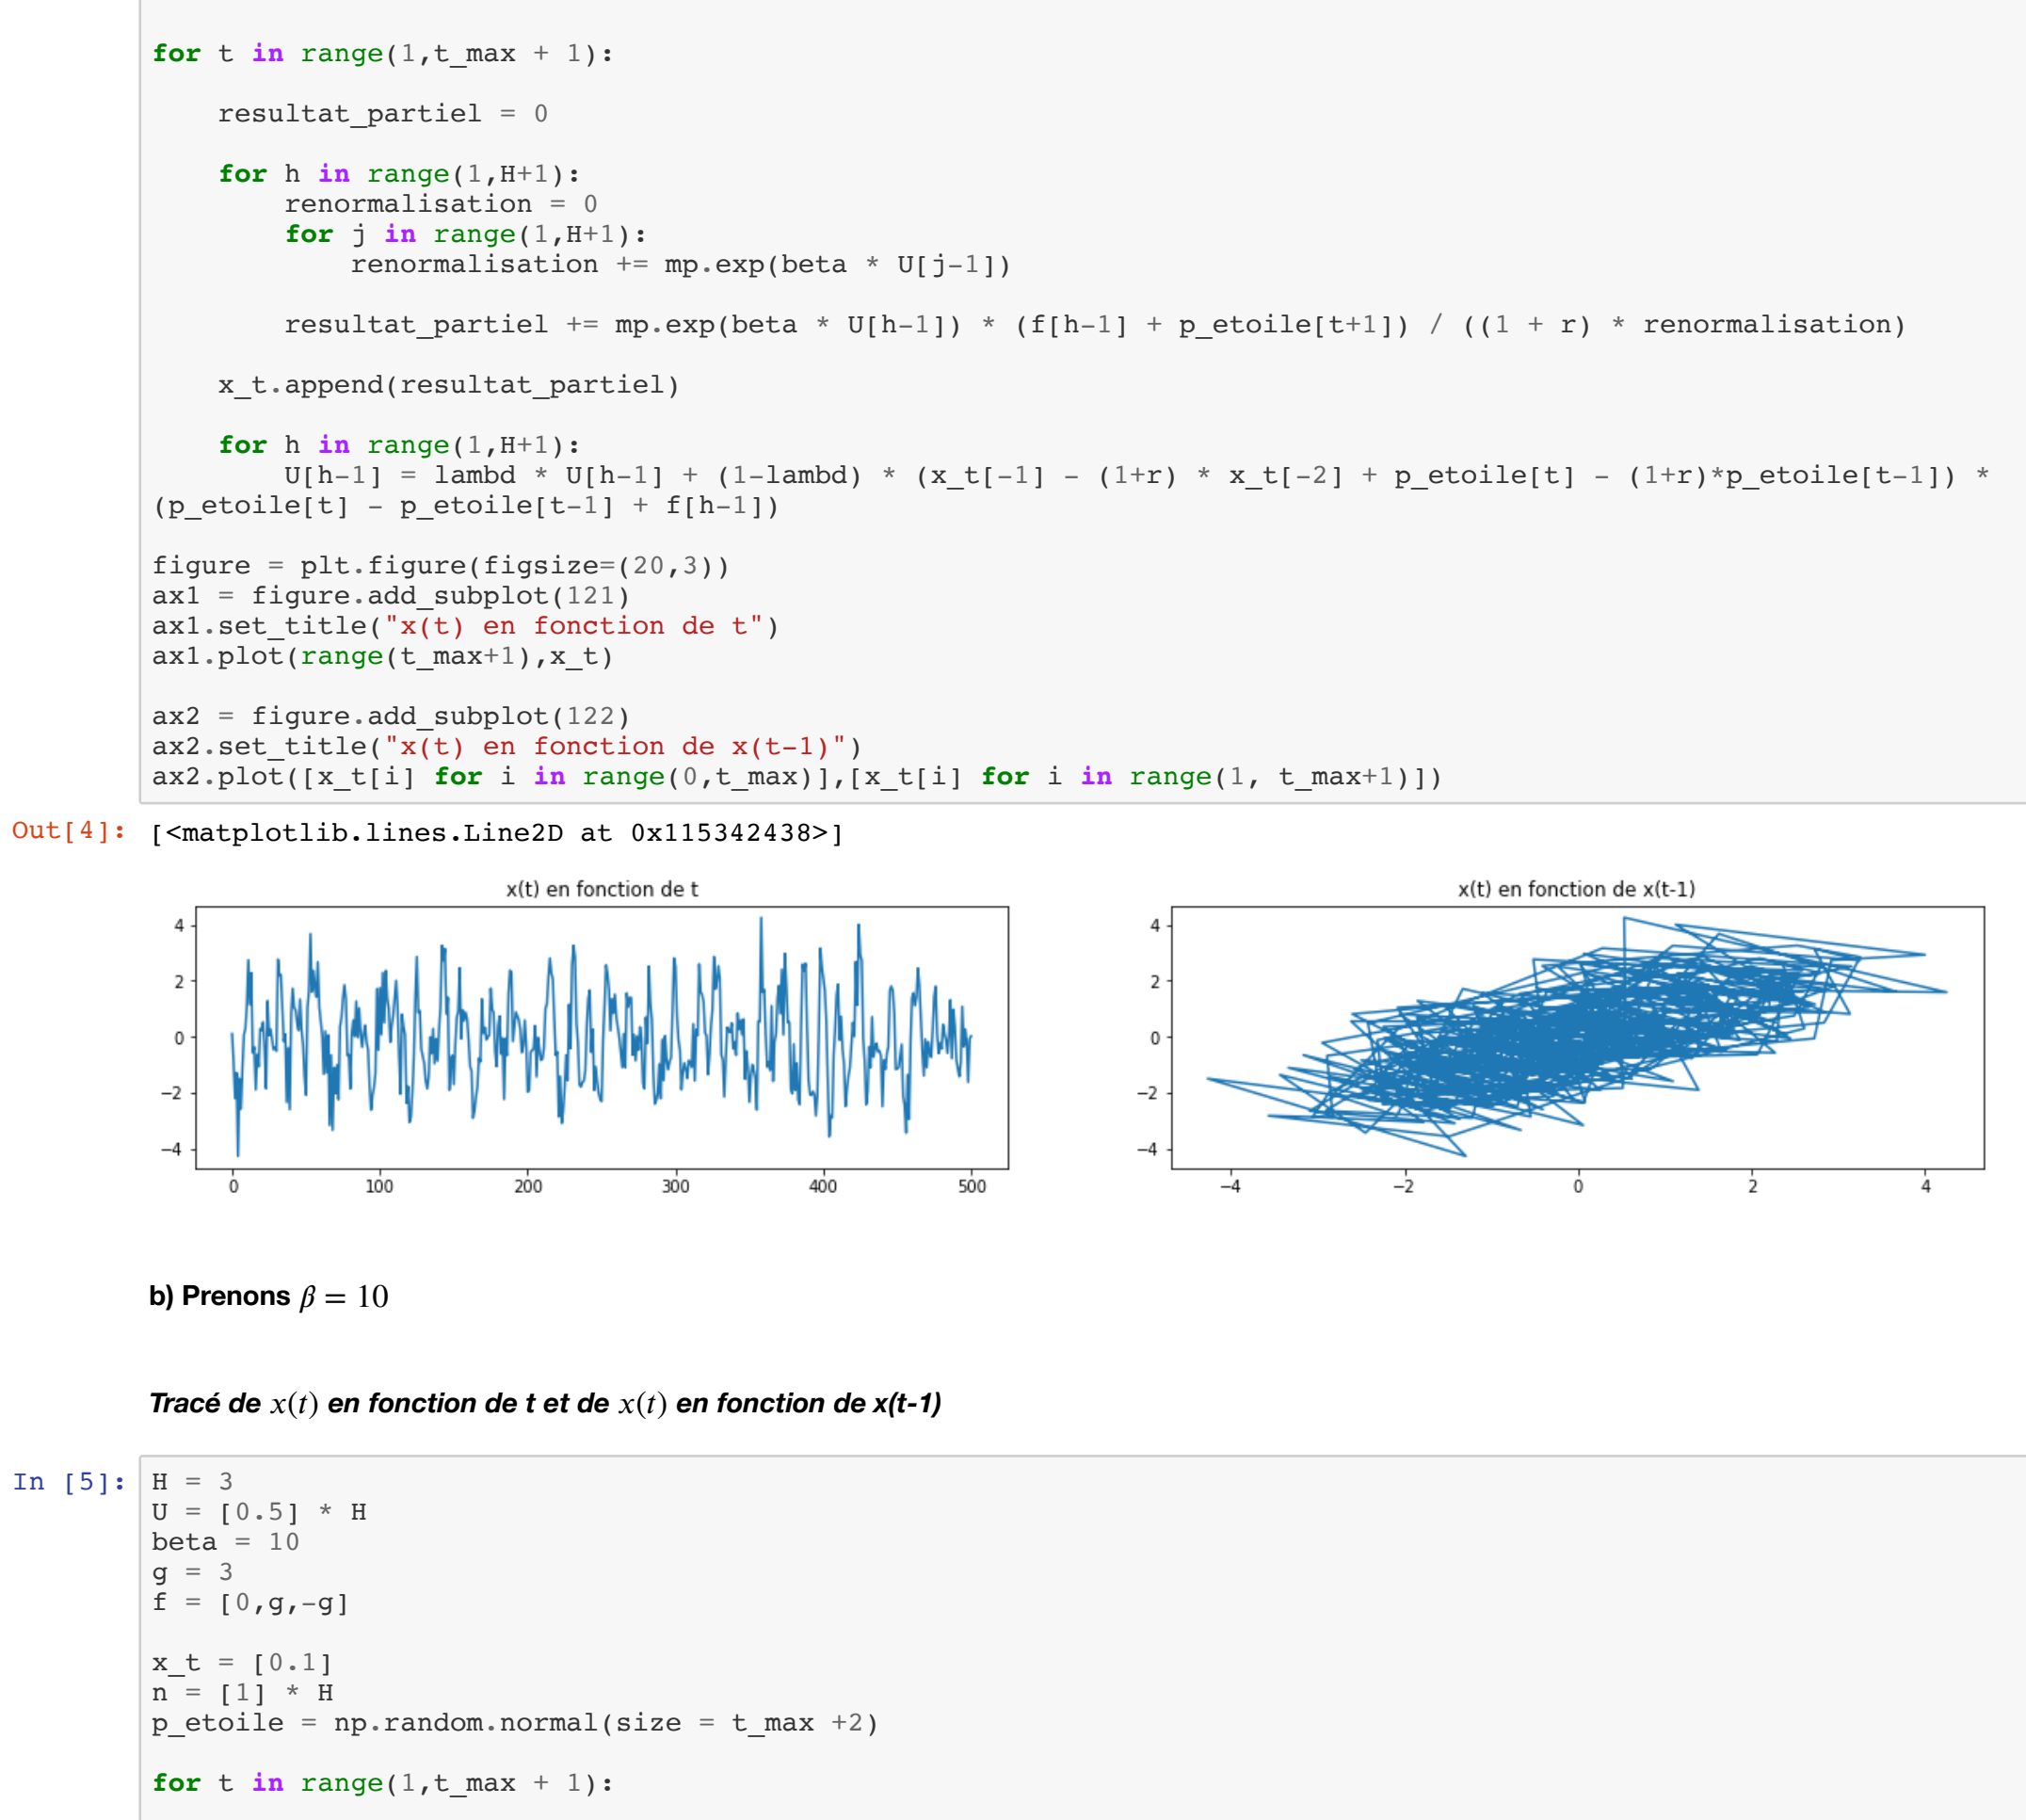 for t in range(1,t_max + 1):
    resultat_partiel = 0
    for h in range(1,H+1):
        renormalisation = 0
        for j in range(1,H+1):
            renormalisation += mp.exp(beta * U[j-1])
        resultat_partiel += mp.exp(beta * U[h-1]) * (f[h-1] + p_etoile[t+1]) / ((1 + r) * renormalisation)
    x_t.append(resultat_partiel)
    for h in range(1,H+1):
        U[h-1] = lambd * U[h-1] + (1-lambd) * (x_t[-1] - (1+r) * x_t[-2] + p_etoile[t] - (1+r)*p_etoile[t-1]) *
(p_etoile[t] - p_etoile[t-1] + f[h-1])
figure = plt.figure(figsize=(20,3))
ax1 = figure.add_subplot(121)
ax1.set_title("x(t) en fonction de t")
ax1.plot(range(t_max+1),x_t)
ax2 = figure.add_subplot(122)
ax2.set_title("x(t) en fonction de x(t-1)")
ax2.plot([x_t[i] for i in range(0,t_max)],[x_t[i] for i in range(1, t_max+1)])
Out[4]: [<matplotlib.lines.Line2D at 0x115342438>]
x(t) en fonction de t
4
2
0
−2
−4
0 100 200 300 400 500
x(t) en fonction de x(t-1)
4
2
0
−2
−4
−4 −2 0 2 4
b) Prenons β = 10
Tracé de x(t) en fonction de t et de x(t) en fonction de x(t-1)
In [5]: H = 3
U = [0.5] * H
beta = 10
g = 3
f = [0,g,-g]
x_t = [0.1]
n = [1] * H
p_etoile = np.random.normal(size = t_max +2)
for t in range(1,t_max + 1):